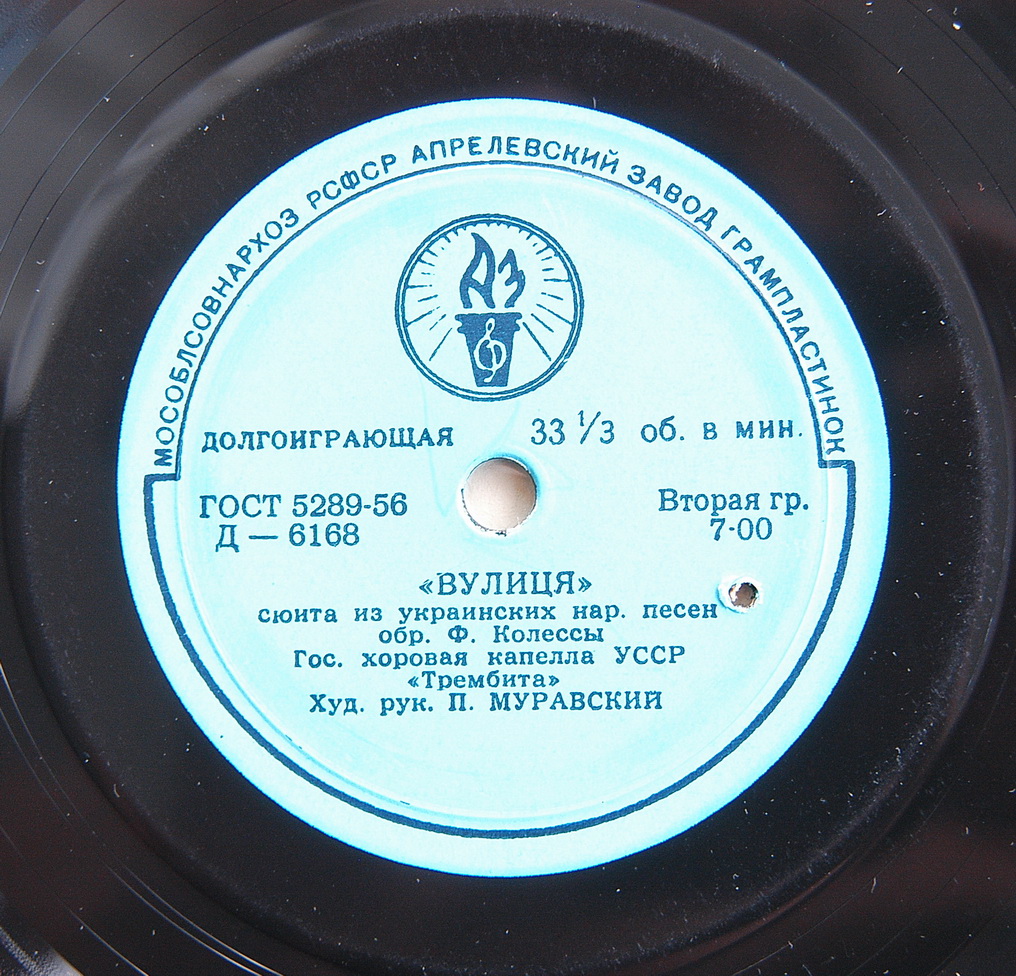 МОСОБЛСОВНАРХОЗ РСФСР АПРЕЛЕВСКИЙ ЗАВОД ГРАМПЛАСТИНОК
АЗ
ДОЛГОИГРАЮЩАЯ 33 1/3 об. в мин.
ГОСТ 5289-56 Вторая гр.
Д — 6168 7-00
«ВУЛИЦЯ»
сюита из украинских нар. песен
обр. Ф. Колессы
Гос. хоровая капелла УССР
«Трембита»
Худ. рук. П. МУРАВСКИЙ